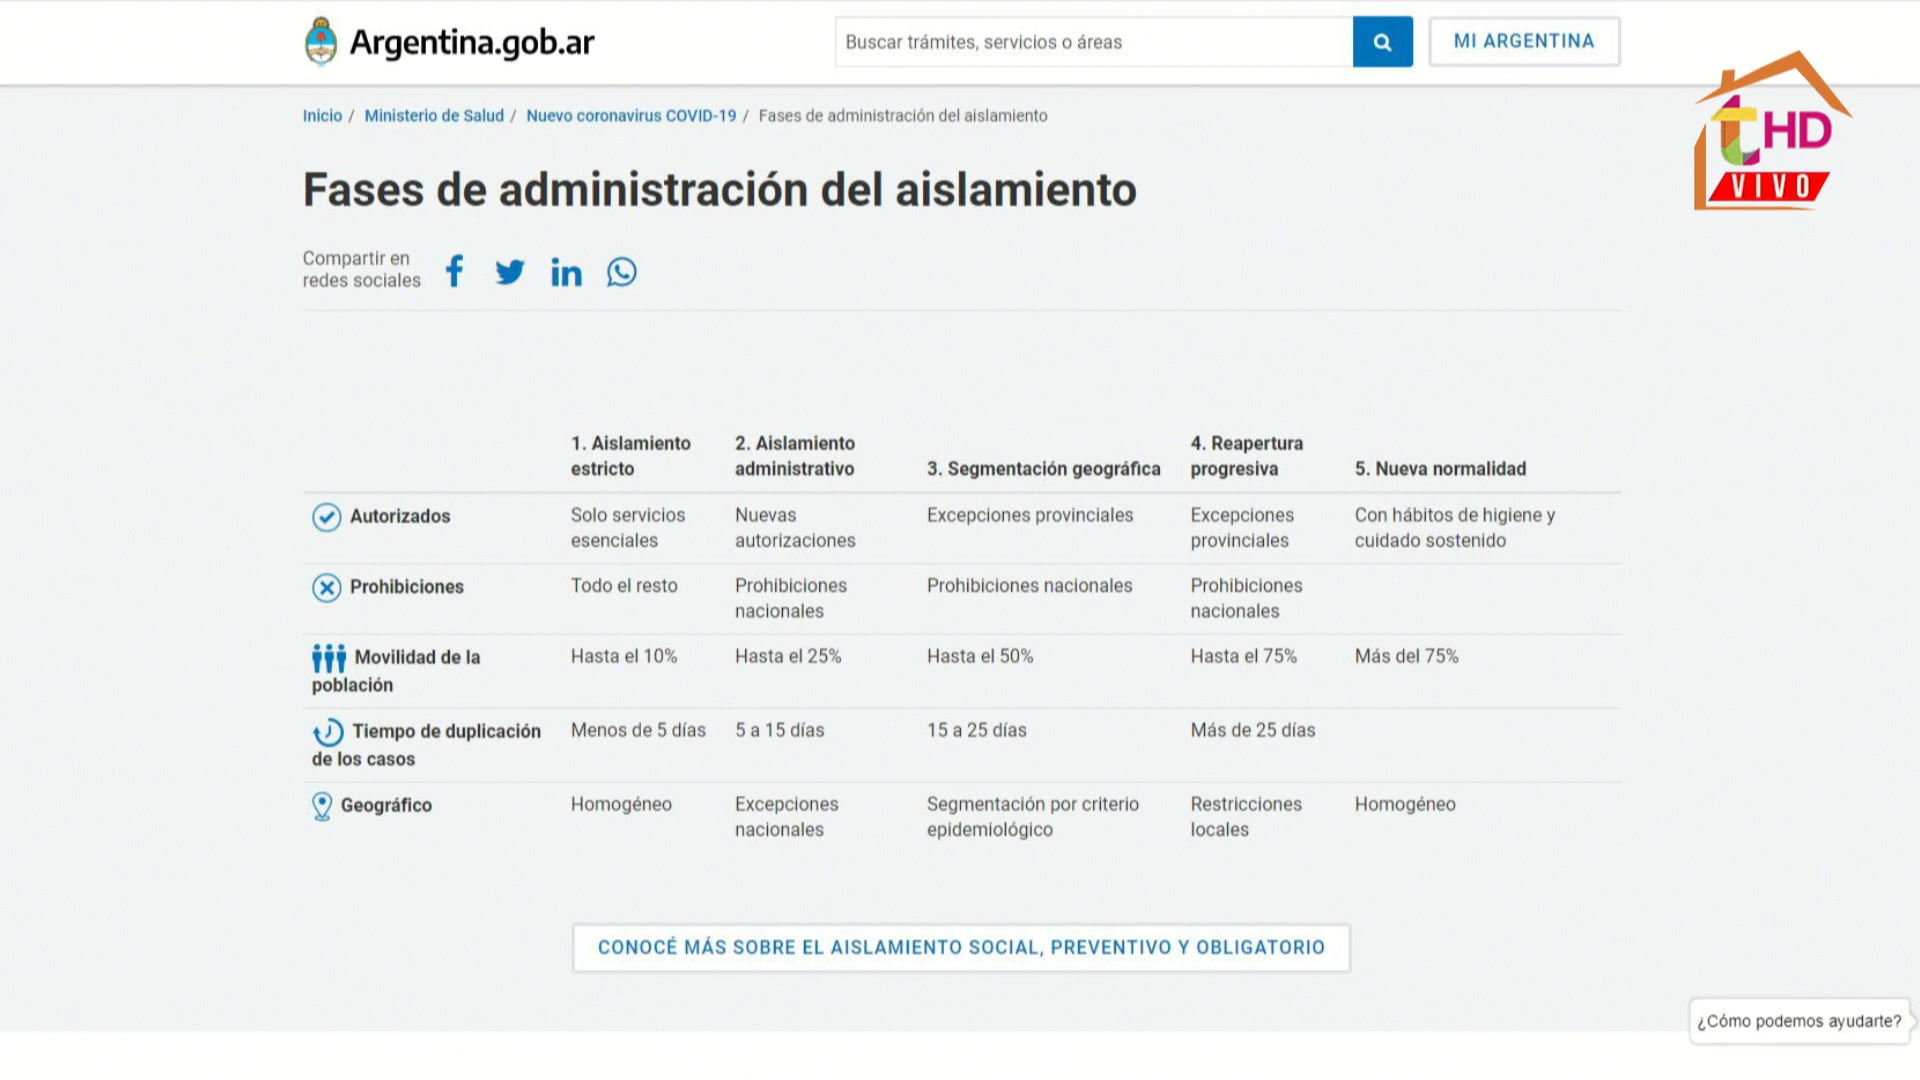 Argentina.gob.ar
Buscar trámites, servicios o áreas
MI ARGENTINA
t HD
VIVO
Inicio / Ministerio de Salud / Nuevo coronavirus COVID-19 / Fases de administración del aislamiento
Fases de administración del aislamiento
Compartir en
redes sociales
1. Aislamiento
estricto
2. Aislamiento
administrativo
3. Segmentación geográfica
4. Reapertura
progresiva
5. Nueva normalidad
Autorizados
Solo servicios
esenciales
Nuevas
autorizaciones
Excepciones provinciales
Excepciones
provinciales
Con hábitos de higiene y
cuidado sostenido
Prohibiciones
Todo el resto
Prohibiciones
nacionales
Prohibiciones nacionales
Prohibiciones
nacionales
Movilidad de la
población
Hasta el 10%
Hasta el 25%
Hasta el 50%
Hasta el 75%
Más del 75%
Tiempo de duplicación
de los casos
Menos de 5 días
5 a 15 días
15 a 25 días
Más de 25 días
Geográfico
Homogéneo
Excepciones
nacionales
Segmentación por criterio
epidemiológico
Restricciones
locales
Homogéneo
CONOCÉ MÁS SOBRE EL AISLAMIENTO SOCIAL, PREVENTIVO Y OBLIGATORIO
¿Cómo podemos ayudarte?